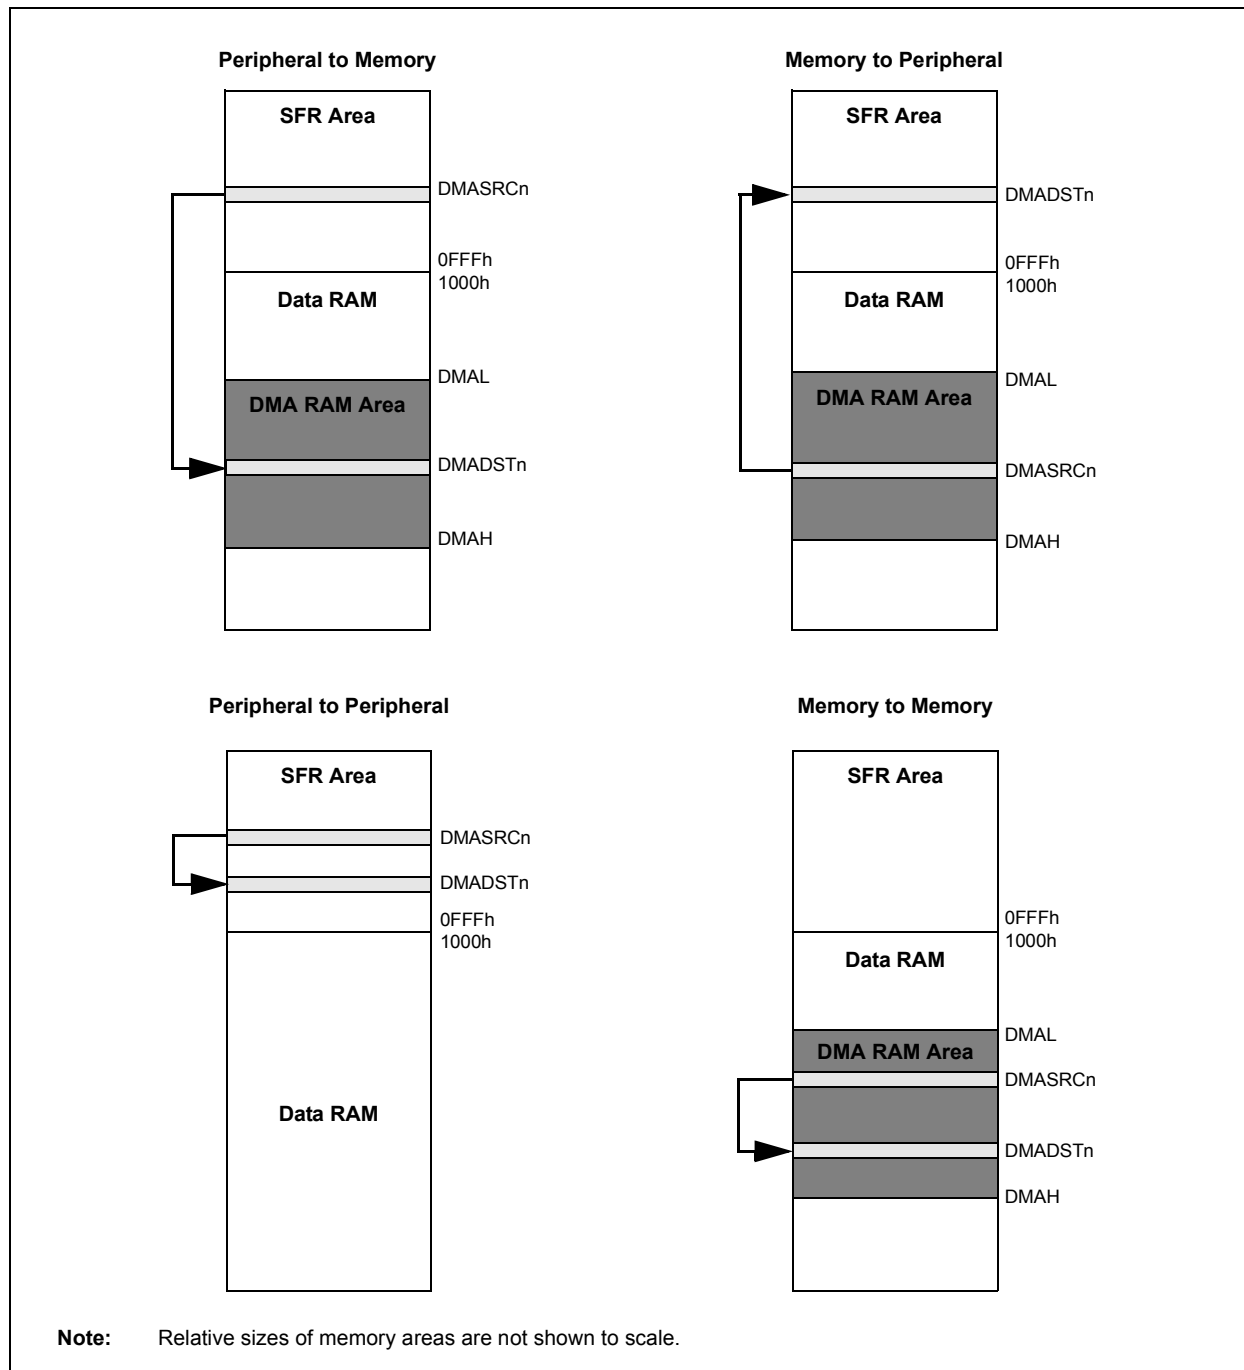 Peripheral to Memory
SFR Area
DMASRCn
0FFFh
1000h
Data RAM
DMAL
DMA RAM Area
DMADSTn
DMAH
Memory to Peripheral
SFR Area
DMADSTn
0FFFh
1000h
Data RAM
DMAL
DMA RAM Area
DMASRCn
DMAH
Peripheral to Peripheral
SFR Area
DMASRCn
DMADSTn
0FFFh
1000h
Data RAM
Memory to Memory
SFR Area
0FFFh
1000h
Data RAM
DMAL
DMA RAM Area
DMASRCn
DMADSTn
DMAH
Note: Relative sizes of memory areas are not shown to scale.